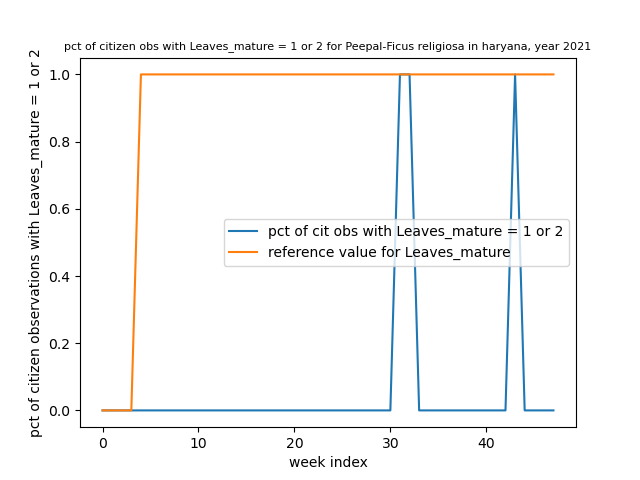 pct of citizen obs with Leaves_mature = 1 or 2 for Peepal-Ficus religiosa in haryana, year 2021
pct of citizen observations with Leaves_mature = 1 or 2
1.0
0.8
0.6
0.4
0.2
0.0
pct of cit obs with Leaves_mature = 1 or 2
reference value for Leaves_mature
0 10 20 30 40
week index